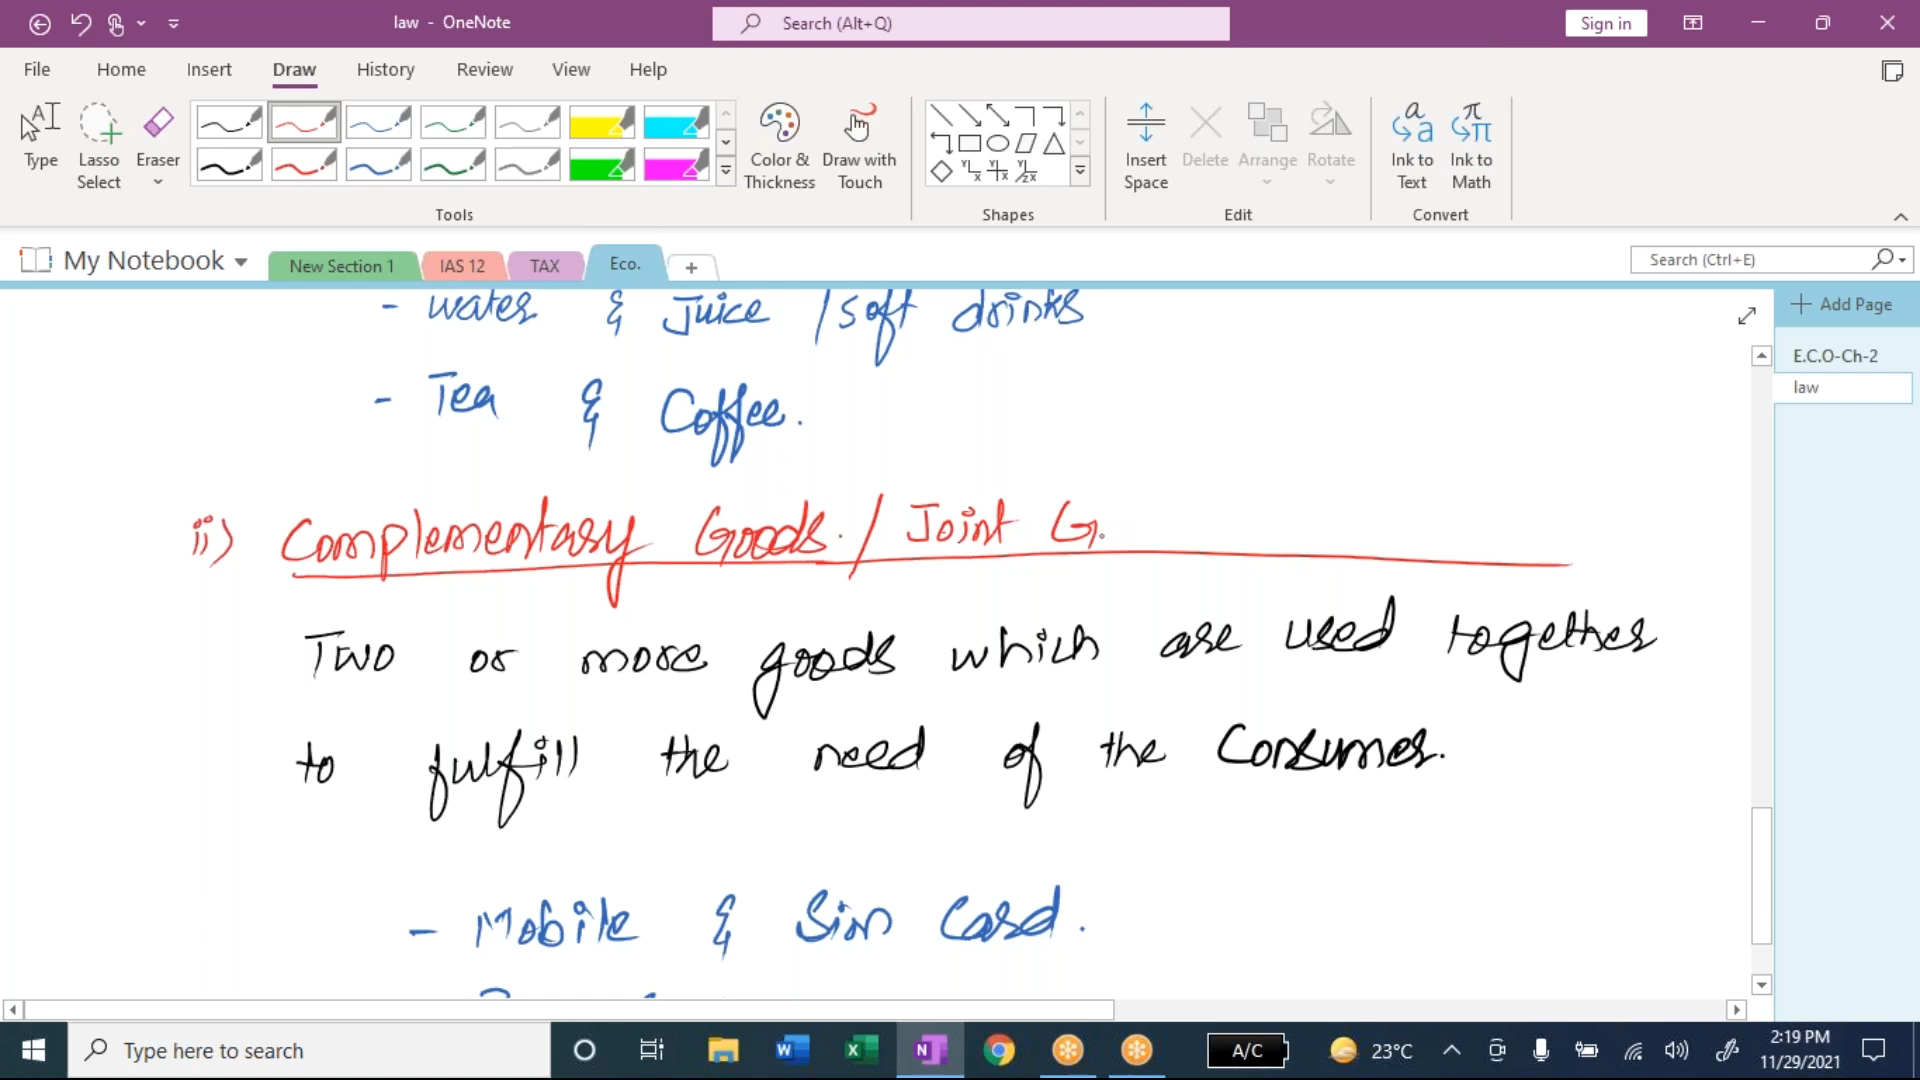 law - OneNote
Search (Alt+Q)
Sign in
File Home Insert Draw History Review View Help
Type
Lasso Select
Eraser
Color & Thickness
Draw with Touch
Insert Space
Delete
Arrange
Rotate
Ink to Text
Ink to Math
Tools
Shapes
Edit
Convert
My Notebook
New Section 1
IAS 12
TAX
Eco.
Search (Ctrl+E)
Add Page
E.C.O-Ch-2
law
- Water & Juice / Soft drinks
- Tea & Coffee.
ii) Complementary Goods. / Joint G.
Two or more goods which are used together
to fulfill the need of the Consumer.
- Mobile & Sim Card.
Type here to search
A/C
23°C
2:19 PM
11/29/2021